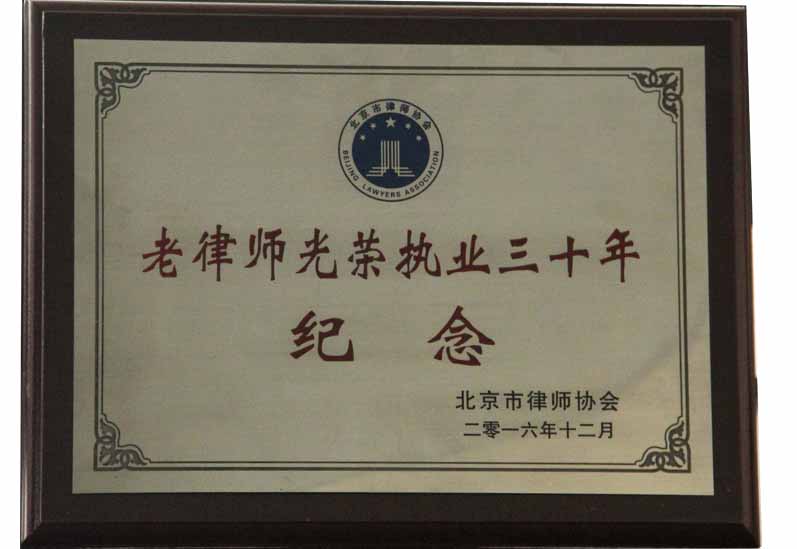 北京市律师协会
BEIJING LAWYERS ASSOCIATION
老律师光荣执业三十年
纪念
北京市律师协会
二零一六年十二月